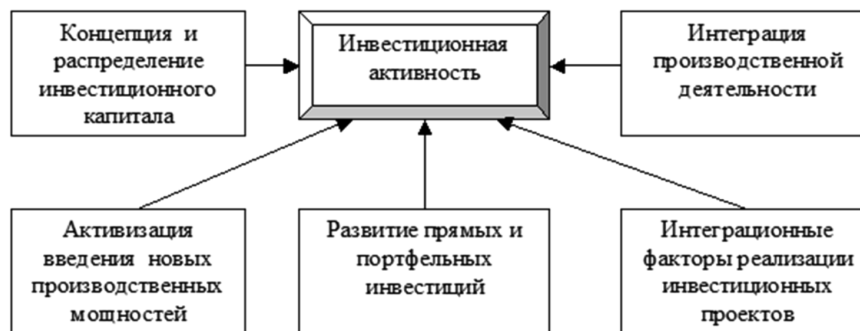 Концепция и
распределение
инвестиционного
капитала
Инвестиционная
активность
Интеграция
производственной
деятельности
Активизация
введения новых
производственных
мощностей
Развитие прямых и
портфельных
инвестиций
Интеграционные
факторы реализации
инвестиционных
проектов